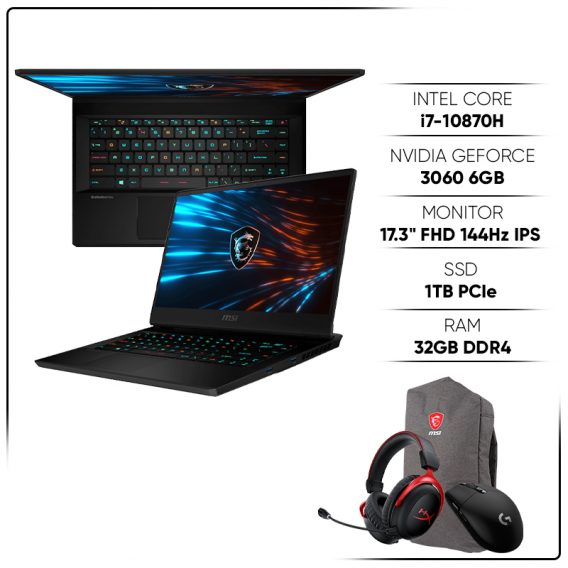 INTEL CORE
i7-10870H
NVIDIA GEFORCE
3060 6GB
MONITOR
17.3" FHD 144Hz IPS
SSD
1TB PCIe
RAM
32GB DDR4
msi
msi
HX
G